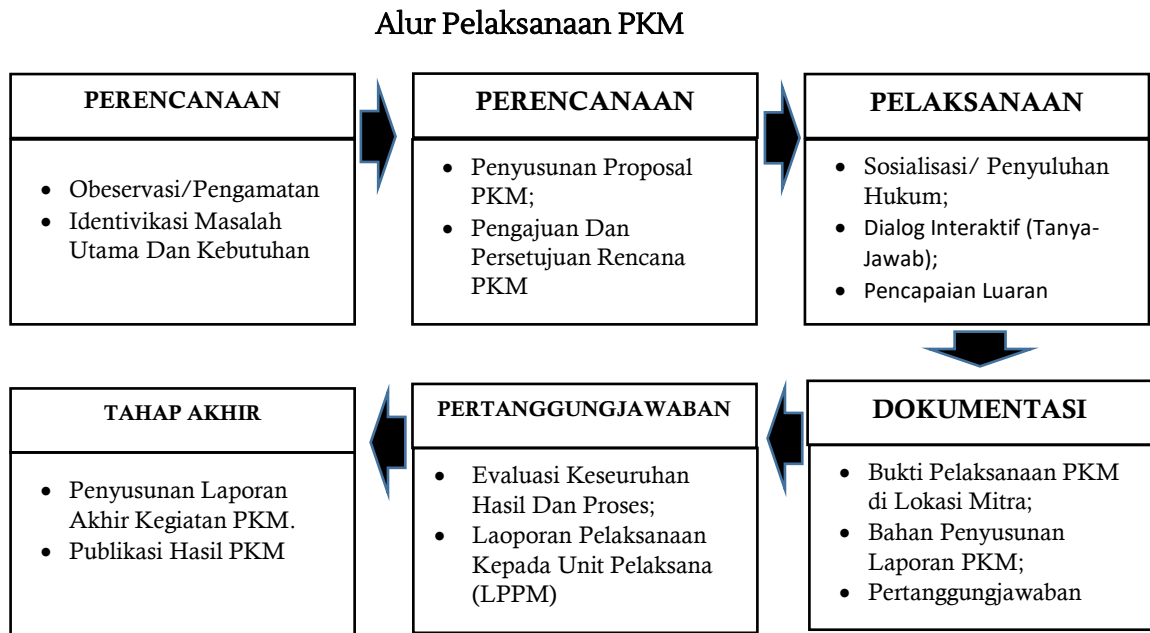 Alur Pelaksanaan PKM
PERENCANAAN
• Obeservasi/Pengamatan
• Identivikasi Masalah
Utama Dan Kebutuhan
PERENCANAAN
• Penyusunan Proposal
PKM;
• Pengajuan Dan
Persetujuan Rencana
PKM
PELAKSANAAN
• Sosialisasi/ Penyuluhan
Hukum;
• Dialog Interaktif (Tanya-
Jawab);
• Pencapaian Luaran
DOKUMENTASI
• Bukti Pelaksanaan PKM
di Lokasi Mitra;
• Bahan Penyusunan
Laporan PKM;
• Pertanggungjawaban
PERTANGGUNGJAWABAN
• Evaluasi Keseuruhan
Hasil Dan Proses;
• Laoporan Pelaksanaan
Kepada Unit Pelaksana
(LPPM)
TAHAP AKHIR
• Penyusunan Laporan
Akhir Kegiatan PKM.
• Publikasi Hasil PKM